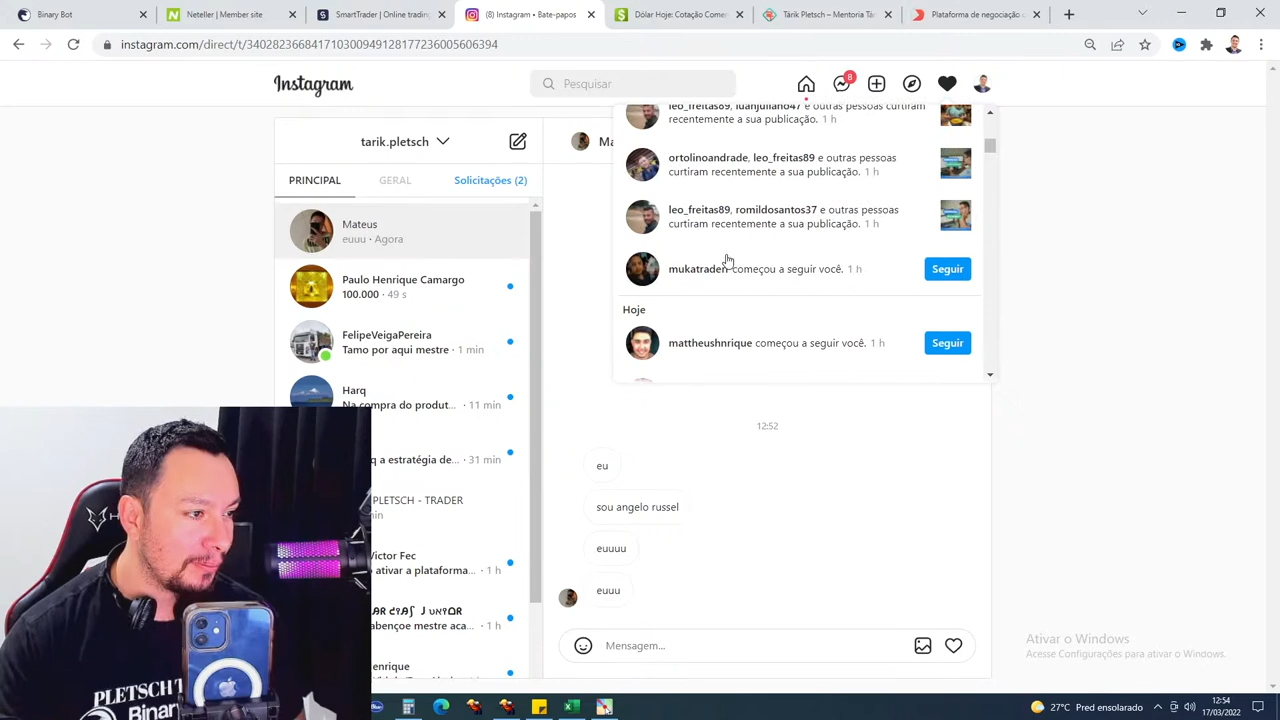 Binary Bot
Neteller | Member site
SmartTrader | Online trading
(8) Instagram • Bate-papos
Dólar Hoje: Cotação Comer
Tárik Pletsch – Mentoria
Plataforma de negociação
instagram.com/direct/t/340282366841710300949128177236005606394
Instagram
Pesquisar
8
tarik.pletsch
PRINCIPAL
GERAL
Solicitações (2)
Mateus
euuu · Agora
Paulo Henrique Camargo
100.000 · 49 s
FelipeVeigaPereira
Tamo por aqui mestre · 1 min
Harq
Na compra do produt... · 11 min
a estratégia de... · 31 min
PLETSCH - TRADER
Victor Fec
ativar a plataforma... · 1 h
abençoe mestre aca... · 1 h
enrique
Ma
leo_freitas89, luanjuliano47 e outras pessoas curtiram
recentemente a sua publicação. 1 h
ortolinoandrade, leo_freitas89 e outras pessoas
curtiram recentemente a sua publicação. 1 h
leo_freitas89, romildosantos37 e outras pessoas
curtiram recentemente a sua publicação. 1 h
mukatrader começou a seguir você. 1 h
Seguir
Hoje
mattheushnrique começou a seguir você. 1 h
Seguir
12:52
eu
sou angelo russel
euuuu
euuu
Mensagem...
Ativar o Windows
Acesse Configurações para ativar o Windows.
PLETSCH
Binar
27°C Pred ensolarado
12:54
17/03/2022